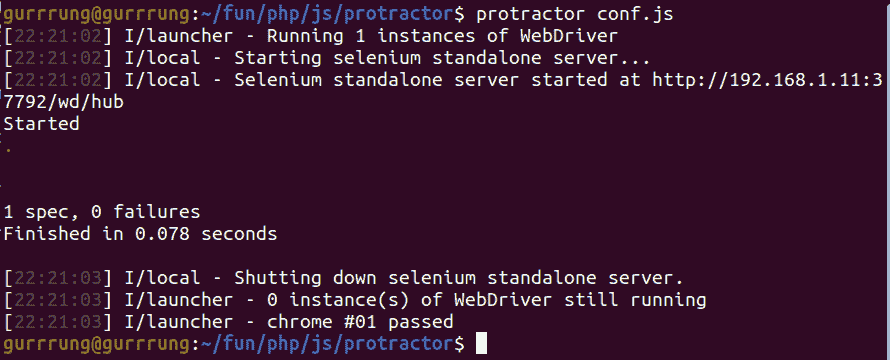 gurrrung@gurrrung:~/fun/php/js/protractor$ protractor conf.js
[22:21:02] I/launcher - Running 1 instances of WebDriver
[22:21:02] I/local - Starting selenium standalone server...
[22:21:02] I/local - Selenium standalone server started at http://192.168.1.11:3
7792/wd/hub
Started
.
1 spec, 0 failures
Finished in 0.078 seconds
[22:21:03] I/local - Shutting down selenium standalone server.
[22:21:03] I/launcher - 0 instance(s) of WebDriver still running
[22:21:03] I/launcher - chrome #01 passed
gurrrung@gurrrung:~/fun/php/js/protractor$